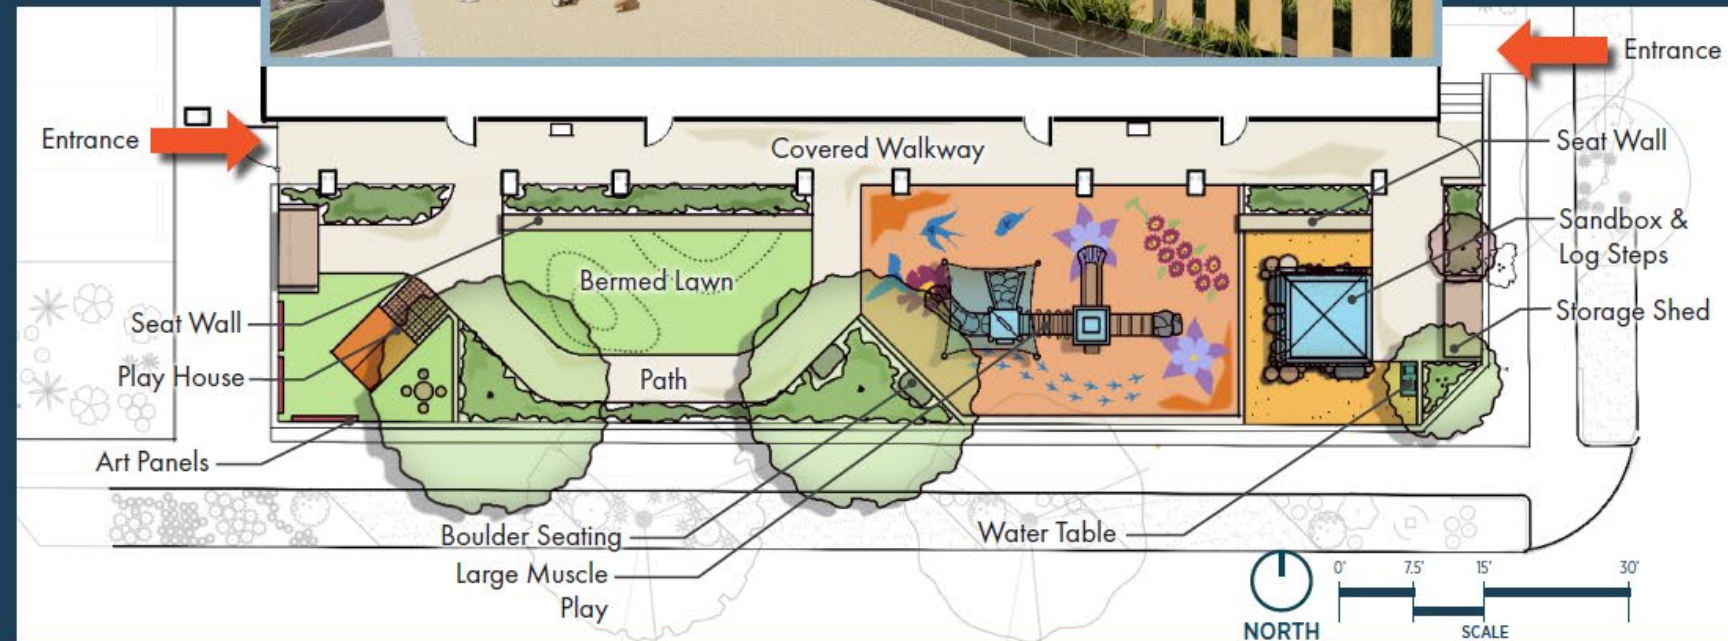 Entrance
Entrance
Covered Walkway
Seat Wall
Sandbox &
Log Steps
Bermed Lawn
Storage Shed
Seat Wall
Play House
Path
Art Panels
Boulder Seating
Water Table
Large Muscle
Play
0'
7.5'
15'
30'
NORTH
SCALE